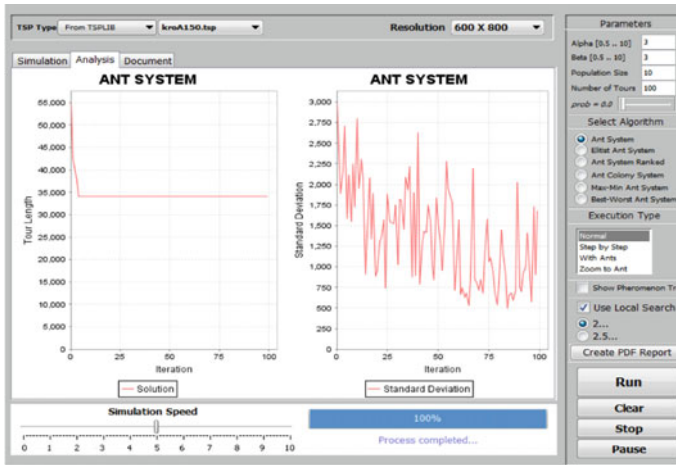 TSP Type From TSPLIB kroA150.tsp Resolution 600 X 800
Simulation Analysis Document
ANT SYSTEM
55,000
50,000
45,000
40,000
35,000
30,000
25,000
20,000
15,000
10,000
5,000
0
Tour Length
0 25 50 75 100
Iteration
Solution
ANT SYSTEM
3,000
2,750
2,500
2,250
2,000
1,750
1,500
1,250
1,000
750
500
250
0
Standard Deviation
0 25 50 75 100
Iteration
Standard Deviation
Simulation Speed
0 1 2 3 4 5 6 7 8 9 10
100%
Process completed...
Parameters
Alpha [0.5 .. 10] 3
Beta [0.5 .. 10] 3
Population Size 10
Number of Tours 100
prob = 0.0
Select Algorithm
Ant System
Elitist Ant System
Ant System Ranked
Ant Colony System
Max-Min Ant System
Best-Worst Ant System
Execution Type
Normal
Step by Step
With Ants
Zoom to Ant
Show Pheromenon Tr
Use Local Search
2...
2.5...
Create PDF Report
Run
Clear
Stop
Pause